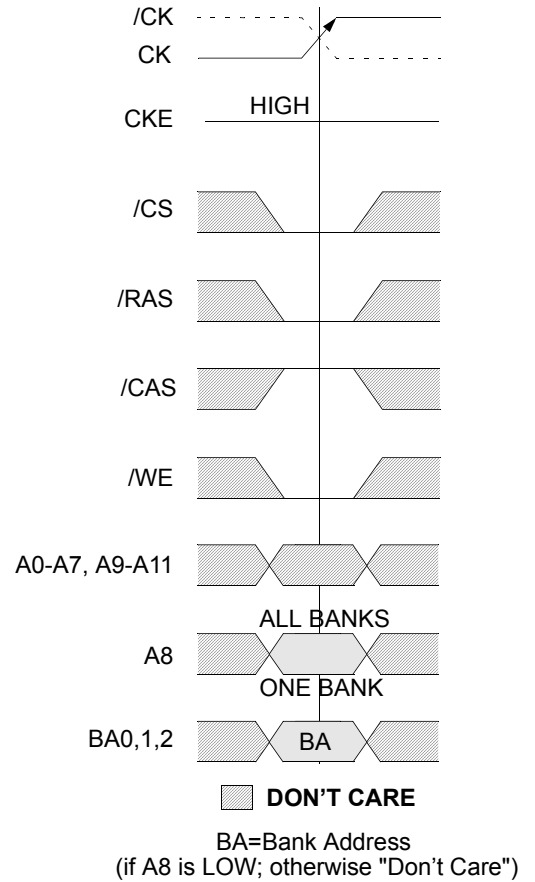 /CK
CK
CKE HIGH
/CS
/RAS
/CAS
/WE
A0-A7, A9-A11
ALL BANKS
A8
ONE BANK
BA0,1,2 BA
DON'T CARE
BA=Bank Address
(if A8 is LOW; otherwise "Don't Care")